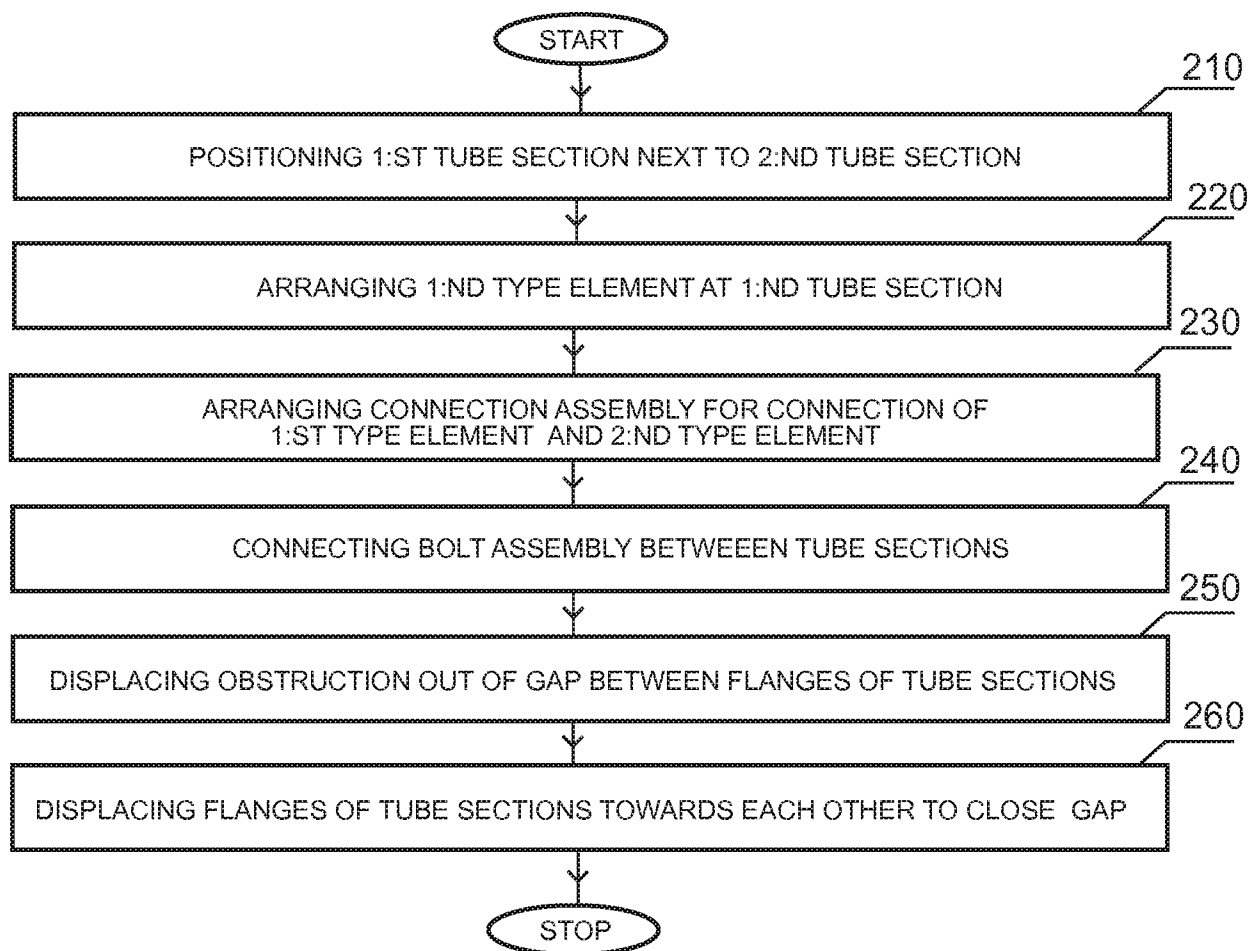 START
210
POSITIONING 1:ST TUBE SECTION NEXT TO 2:ND TUBE SECTION
220
ARRANGING 1:ND TYPE ELEMENT AT 1:ND TUBE SECTION
230
ARRANGING CONNECTION ASSEMBLY FOR CONNECTION OF
1:ST TYPE ELEMENT AND 2:ND TYPE ELEMENT
240
CONNECTING BOLT ASSEMBLY BETWEEEN TUBE SECTIONS
250
DISPLACING OBSTRUCTION OUT OF GAP BETWEEN FLANGES OF TUBE SECTIONS
260
DISPLACING FLANGES OF TUBE SECTIONS TOWARDS EACH OTHER TO CLOSE GAP
STOP